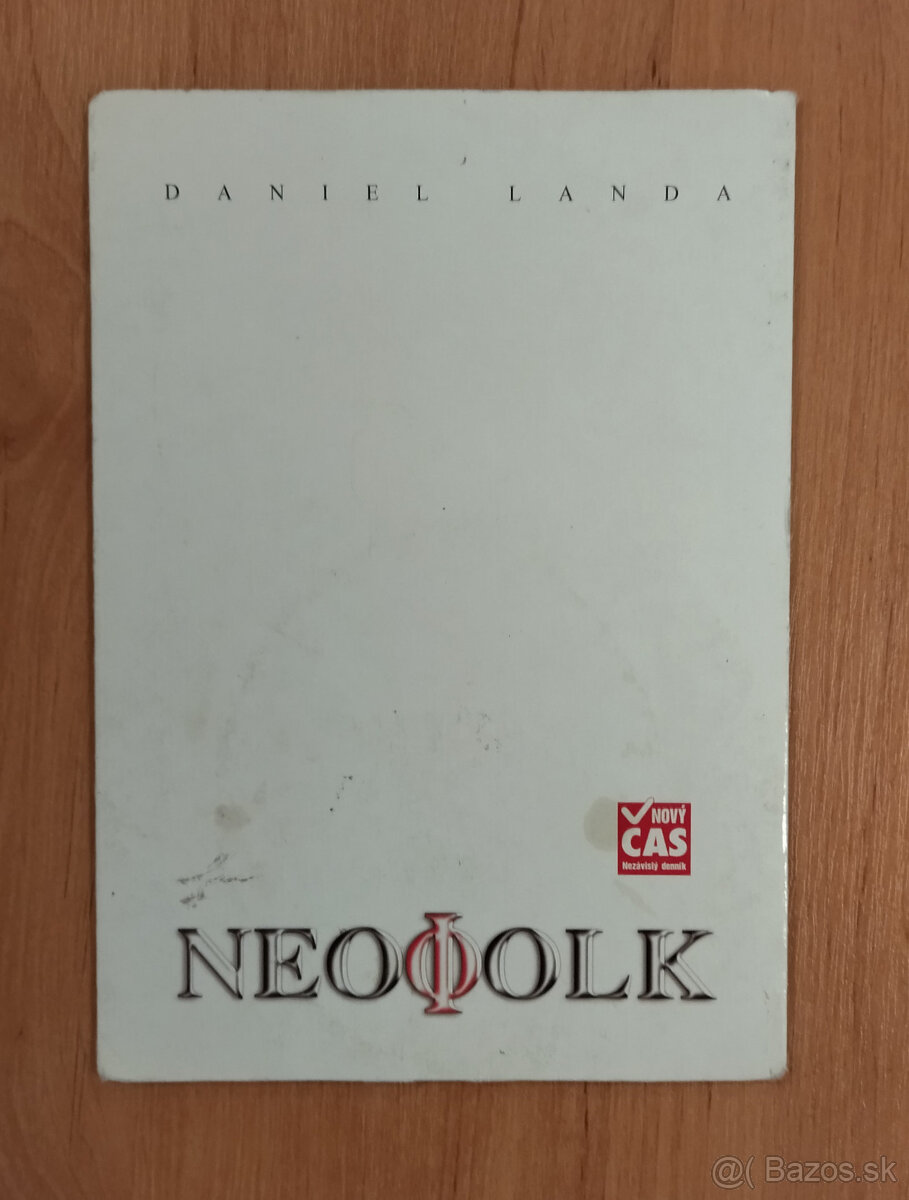 DANIEL LANDA
NOVÝ
ČAS
Nezávislý denník
NEOΦOLK
@( Bazos.sk